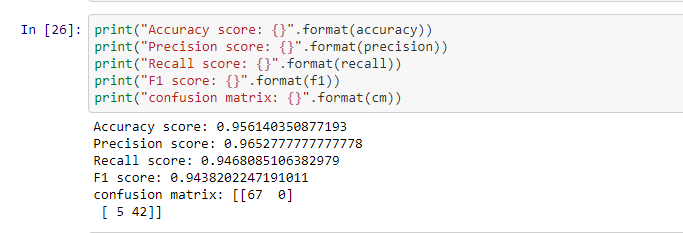 In [26]: print("Accuracy score: {}".format(accuracy))
print("Precision score: {}".format(precision))
print("Recall score: {}".format(recall))
print("F1 score: {}".format(f1))
print("confusion matrix: {}".format(cm))
Accuracy score: 0.956140350877193
Precision score: 0.9652777777777778
Recall score: 0.9468085106382979
F1 score: 0.9438202247191011
confusion matrix: [[67  0]
 [ 5 42]]